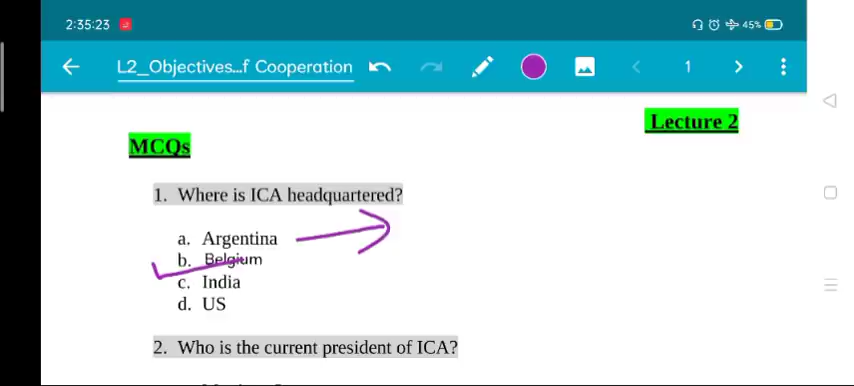 2:35:23 45%
L2_Objectives...f Cooperation 1
Lecture 2
MCQs
1. Where is ICA headquartered?
a. Argentina
b. Belgium
c. India
d. US
2. Who is the current president of ICA?